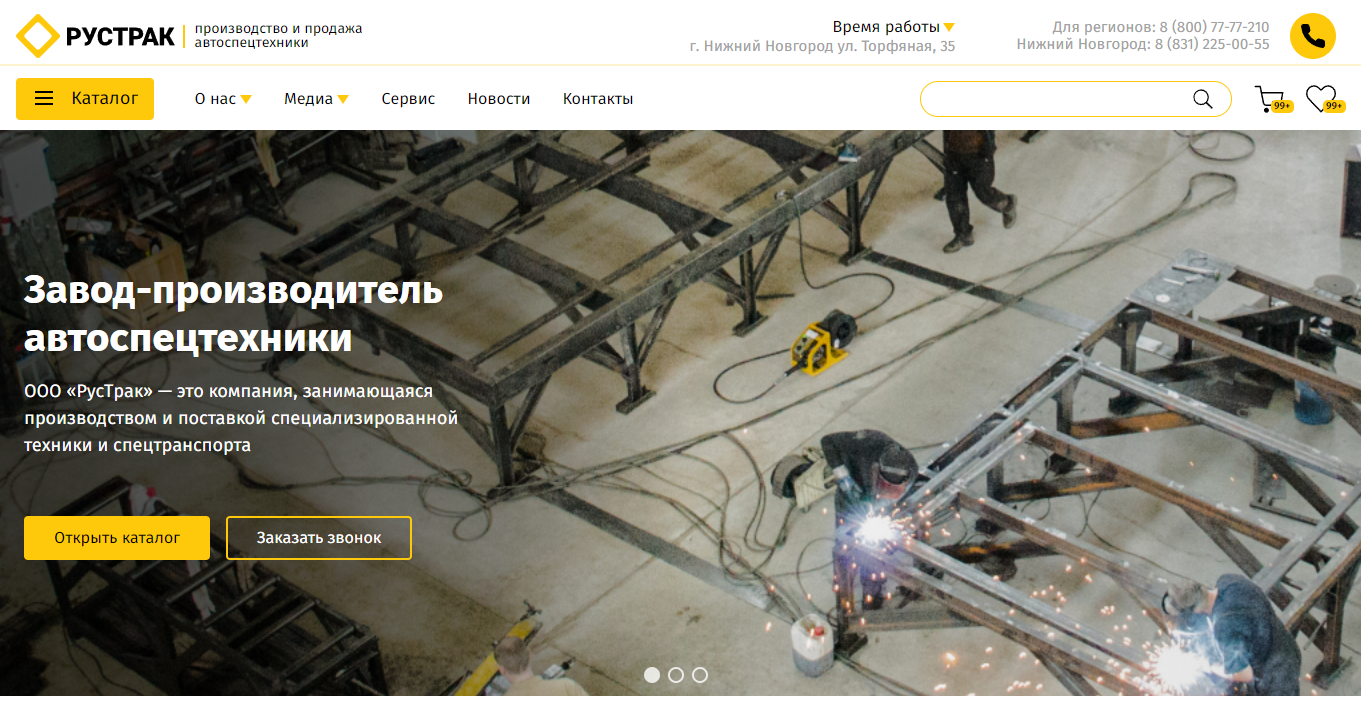 РУСТРАК
производство и продажа
автоспецтехники
Время работы
г. Нижний Новгород ул. Торфяная, 35
Для регионов: 8 (800) 77-77-210
Нижний Новгород: 8 (831) 225-00-55
Каталог
О нас
Медиа
Сервис
Новости
Контакты
99+
99+
Завод-производитель
автоспецтехники
ООО «РусТрак» — это компания, занимающаяся
производством и поставкой специализированной
техники и спецтранспорта
Открыть каталог
Заказать звонок